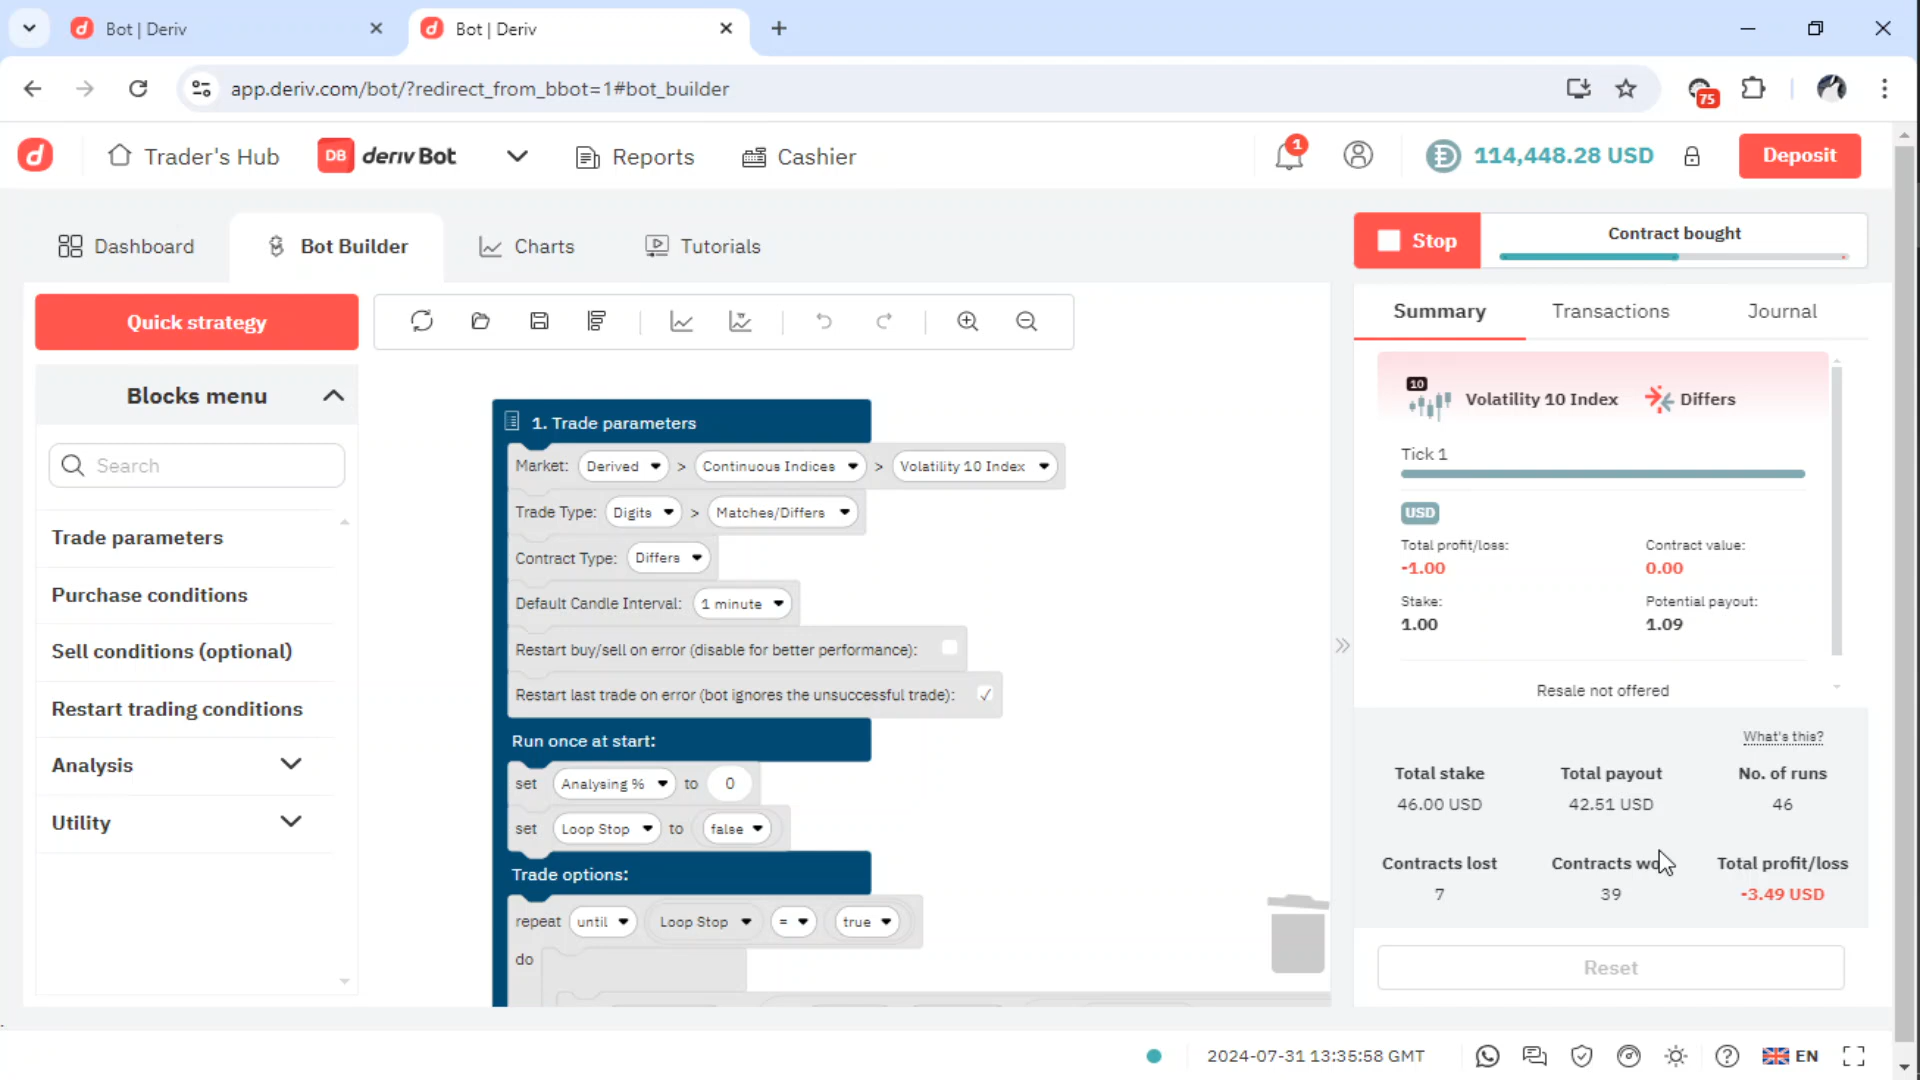 Bot | Deriv
Bot | Deriv
app.deriv.com/bot/?redirect_from_bbot=1#bot_builder
75
Trader's Hub
DB deriv Bot
Reports
Cashier
1
114,448.28 USD
Deposit
Dashboard
Bot Builder
Charts
Tutorials
Stop
Contract bought
Quick strategy
Summary
Transactions
Journal
Blocks menu
Search
Trade parameters
Purchase conditions
Sell conditions (optional)
Restart trading conditions
Analysis
Utility
1. Trade parameters
Market: Derived > Continuous Indices > Volatility 10 Index
Trade Type: Digits > Matches/Differs
Contract Type: Differs
Default Candle Interval: 1 minute
Restart buy/sell on error (disable for better performance):
Restart last trade on error (bot ignores the unsuccessful trade): ✓
Run once at start:
set Analysing % to 0
set Loop Stop to false
Trade options:
repeat until Loop Stop = true
do
10 Volatility 10 Index Differs
Tick 1
USD
Total profit/loss: Contract value:
-1.00 0.00
Stake: Potential payout:
1.00 1.09
Resale not offered
What's this?
Total stake Total payout No. of runs
46.00 USD 42.51 USD 46
Contracts lost Contracts wo Total profit/loss
7 39 -3.49 USD
Reset
2024-07-31 13:35:58 GMT
EN